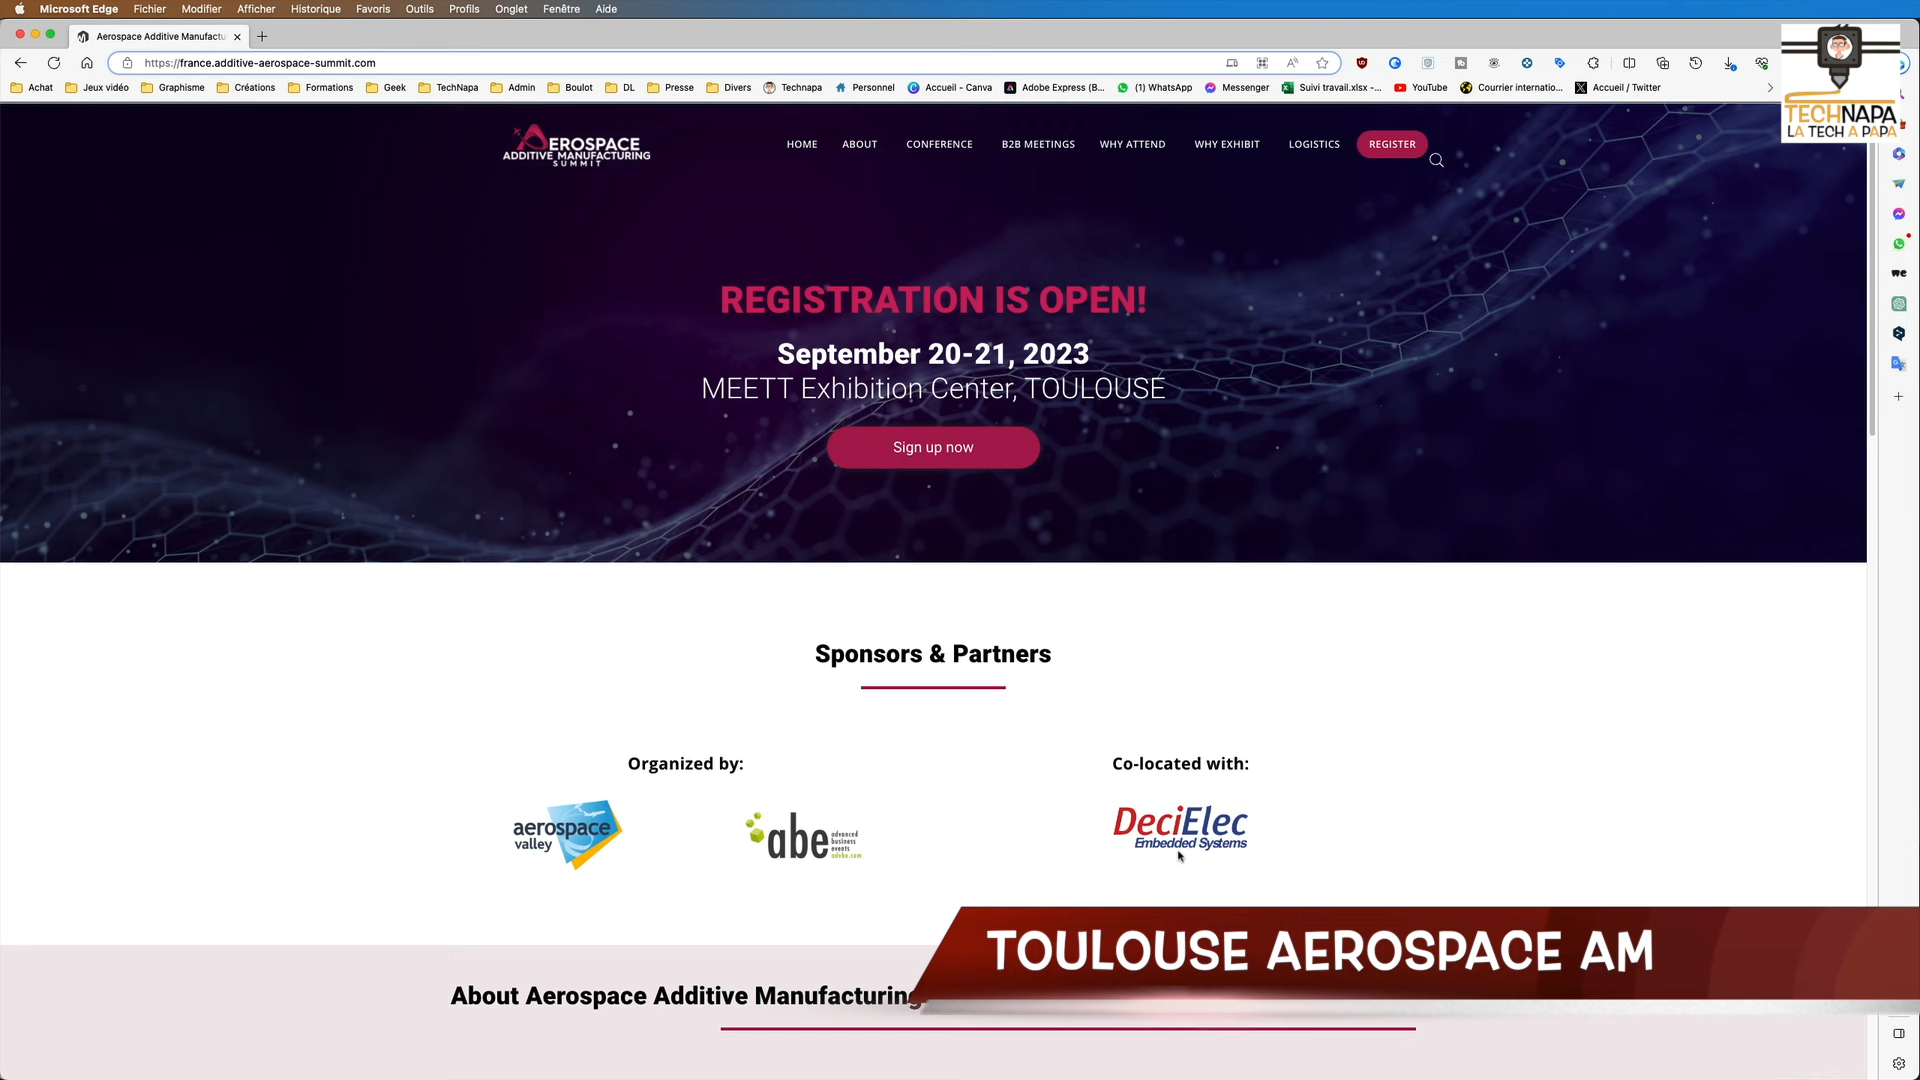 Microsoft Edge Fichier Modifier Afficher Historique Favoris Outils Profils Onglet Fenêtre Aide
Aerospace Additive Manufactu
https://france.additive-aerospace-summit.com
Achat Jeux vidéo Graphisme Créations Formations Geek TechNapa Admin Boulot DL Presse Divers Technapa Personnel Accueil - Canva Adobe Express (B... (1) WhatsApp Messenger Suivi travail.xlsx -... YouTube Courrier internatio... Accueil / Twitter
TECHNAPA
LA TECH A PAPA
AEROSPACE
ADDITIVE MANUFACTURING
SUMMIT
HOME ABOUT CONFERENCE B2B MEETINGS WHY ATTEND WHY EXHIBIT LOGISTICS REGISTER
REGISTRATION IS OPEN!
September 20-21, 2023
MEETT Exhibition Center, TOULOUSE
Sign up now
Sponsors & Partners
Organized by:
Co-located with:
aerospace
valley
abe
advanced
business
events
advbe.com
DeciElec
Embedded Systems
TOULOUSE AEROSPACE AM
About Aerospace Additive Manufacturing